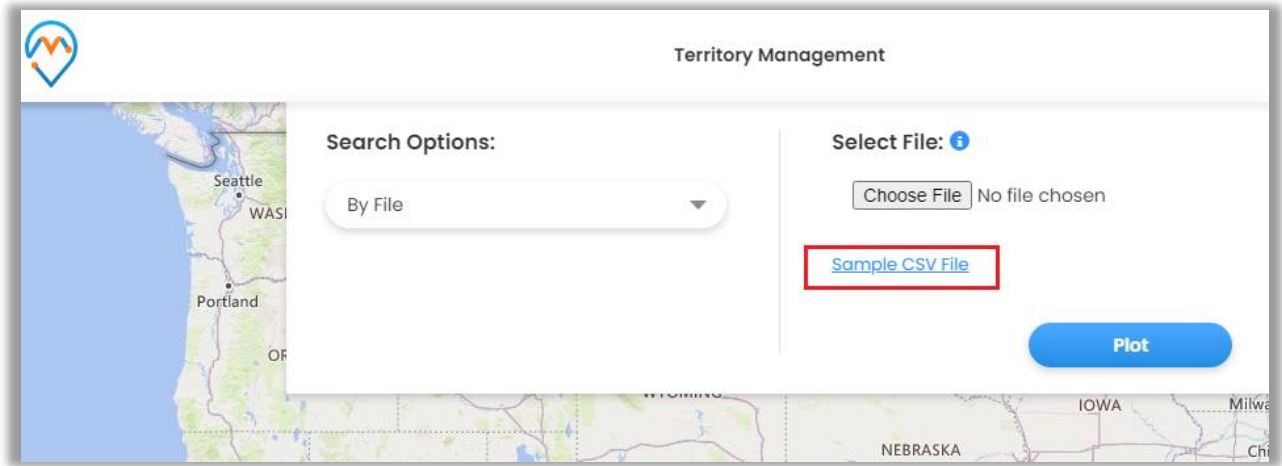 Territory Management
Search Options:
Select File:
By File
Choose File No file chosen
Sample CSV File
Plot
Seattle
WASI
Portland
OR
WYOMING
IOWA
Milwa
NEBRASKA
Chi